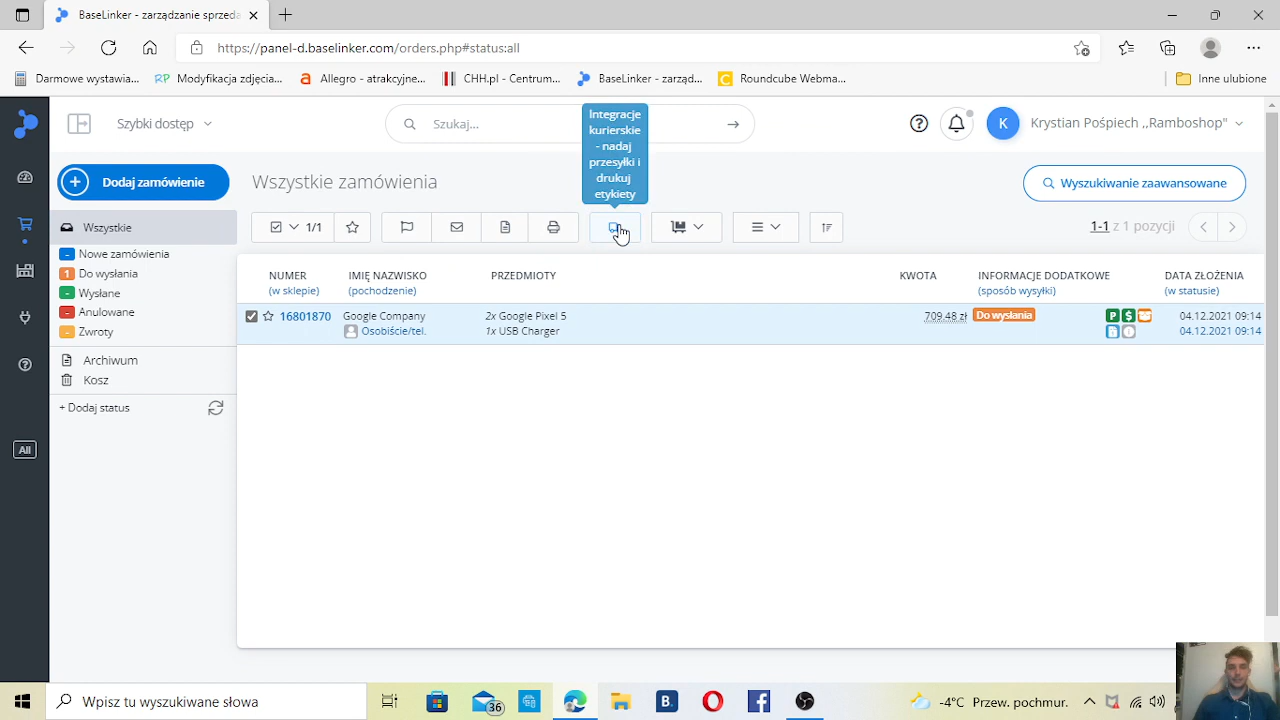 BaseLinker - zarządzanie sprzeda
https://panel-d.baselinker.com/orders.php#status:all
Darmowe wystawia...
RP Modyfikacja zdjęcie...
a Allegro - atrakcyjne...
CHH.pl - Centrum...
BaseLinker - zarząd...
C Roundcube Webma...
Inne ulubione
Szybki dostęp
Szukaj...
Integracje
kurierskie
- nadaj
przesyłki i
drukuj
etykiety
K Krystian Pośpiech ,,Ramboshop"
Dodaj zamówienie
Wszystkie zamówienia
Wyszukiwanie zaawansowane
Wszystkie
1/1
1-1 z 1 pozycji
- Nowe zamówienia
1 Do wysłania
- Wysłane
- Anulowane
- Zwroty
Archiwum
Kosz
+ Dodaj status
All
NUMER IMIĘ NAZWISKO PRZEDMIOTY KWOTA INFORMACJE DODATKOWE DATA ZŁOŻENIA
(w sklepie) (pochodzenie) (sposób wysyłki) (w statusie)
16801870 Google Company 2x Google Pixel 5 709.48 zł Do wysłania P $ 04.12.2021 09:14
Osobiście/tel. 1x USB Charger 04.12.2021 09:14
Wpisz tu wyszukiwane słowa
36
B.
-4°C Przew. pochmur.